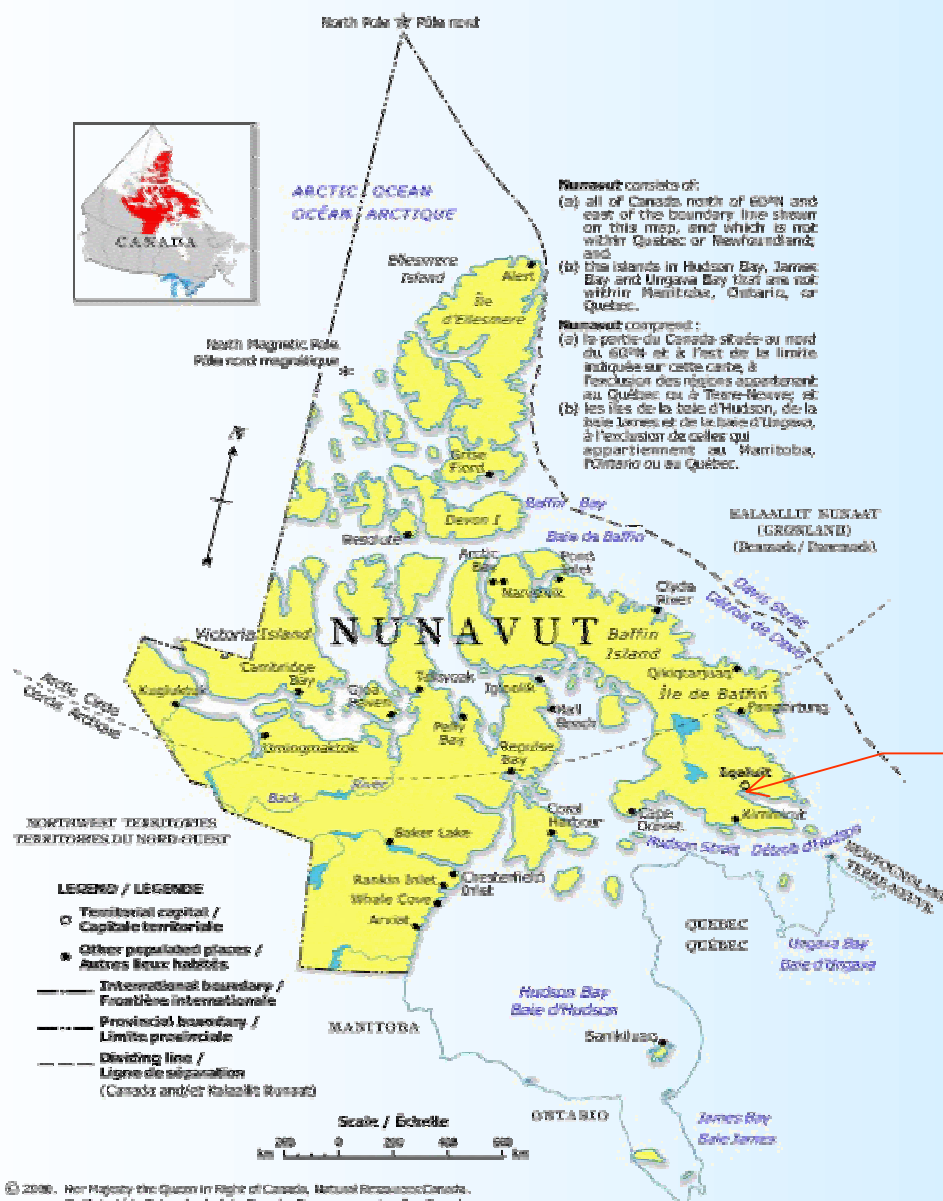 North Pole Pôle nord
CANADA
ARCTIC OCEAN
OCÉAN ARCTIQUE
Nunavut consists of:
(a) all of Canada north of 60°N and
east of the boundary line shown
on this map, and which is not
within Quebec or Newfoundland;
and
(b) the islands in Hudson Bay, James
Bay and Ungava Bay that are not
within Manitoba, Ontario, or
Quebec.
Nunavut comprend :
(a) la partie du Canada située au nord
du 60°N et à l'est de la limite
indiquée sur cette carte, à
l'exclusion des régions appartenant
au Québec ou à Terre-Neuve; et
(b) les îles de la baie d'Hudson, de la
baie James et de la baie d'Ungava,
à l'exclusion de celles qui
appartiennent au Manitoba,
l'Ontario ou au Québec.
Ellesmere
Island
Alert
Île
d'Ellesmere
North Magnetic Pole
Pôle nord magnétique
N
Grise
Fiord
Devon I
Resolute
Baffin Bay
Baie de Baffin
KALAALLIT NUNAAT
(GRØNLAND)
(Denmark / Danemark)
Arctic
Bay
Nanisivik
Pond
Inlet
Clyde
River
Davis Strait
Détroit de Davis
NUNAVUT
Victoria Island
Baffin
Island
Île de Baffin
Qikiqtarjuaq
Pangnirtung
Cambridge
Bay
Kugluktuk
Gjoa
Haven
Taloyoak
Igloolik
Hall
Beach
Pelly
Bay
Arctic Circle
Cercle Arctique
Omingmaktok
Repulse
Bay
Iqaluit
Back River
Kimmirut
Cape
Dorset
Coral
Harbour
Baker Lake
Hudson Strait Détroit d'Hudson
NORTHWEST TERRITORIES
TERRITOIRES DU NORD-OUEST
Chesterfield
Inlet
Rankin Inlet
Whale Cove
Arviat
NEWFOUNDLAND
TERRE-NEUVE
QUEBEC
QUÉBEC
Ungava Bay
Baie d'Ungava
LEGEND / LÉGENDE
Territorial capital /
Capitale territoriale
Other populated places /
Autres lieux habités
International boundary /
Frontière internationale
Provincial boundary /
Limite provinciale
Dividing line /
Ligne de séparation
(Canada and/et Kalaallit Nunaat)
Hudson Bay
Baie d'Hudson
MANITOBA
Sanikiluaq
ONTARIO
James Bay
Baie James
Scale / Échelle
200 0 200 400 600
km km
© 2000. Her Majesty the Queen in Right of Canada, Natural Resources Canada.